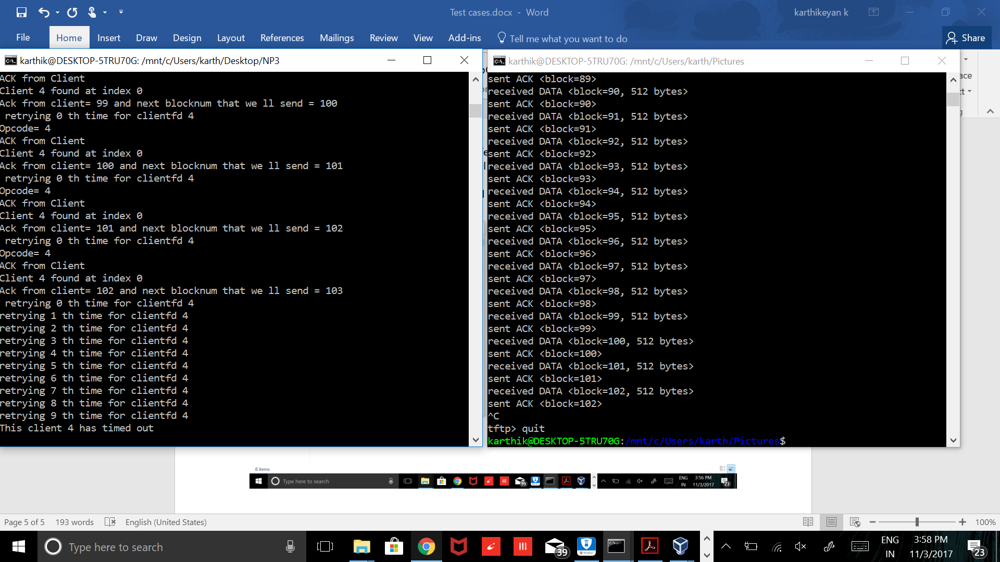 Test cases.docx - Word
karthikeyan k
File
Home
Insert
Draw
Design
Layout
References
Mailings
Review
View
Add-ins
Tell me what you want to do
Share
karthik@DESKTOP-5TRU70G: /mnt/c/Users/karth/Desktop/NP3
ACK from Client
Client 4 found at index 0
Ack from client= 99 and next blocknum that we ll send = 100
retrying 0 th time for clientfd 4
Opcode= 4
ACK from Client
Client 4 found at index 0
Ack from client= 100 and next blocknum that we ll send = 101
retrying 0 th time for clientfd 4
Opcode= 4
ACK from Client
Client 4 found at index 0
Ack from client= 101 and next blocknum that we ll send = 102
retrying 0 th time for clientfd 4
Opcode= 4
ACK from Client
Client 4 found at index 0
Ack from client= 102 and next blocknum that we ll send = 103
retrying 0 th time for clientfd 4
retrying 1 th time for clientfd 4
retrying 2 th time for clientfd 4
retrying 3 th time for clientfd 4
retrying 4 th time for clientfd 4
retrying 5 th time for clientfd 4
retrying 6 th time for clientfd 4
retrying 7 th time for clientfd 4
retrying 8 th time for clientfd 4
retrying 9 th time for clientfd 4
This client 4 has timed out
karthik@DESKTOP-5TRU70G: /mnt/c/Users/karth/Pictures
sent ACK <block=89>
received DATA <block=90, 512 bytes>
sent ACK <block=90>
received DATA <block=91, 512 bytes>
sent ACK <block=91>
received DATA <block=92, 512 bytes>
sent ACK <block=92>
received DATA <block=93, 512 bytes>
sent ACK <block=93>
received DATA <block=94, 512 bytes>
sent ACK <block=94>
received DATA <block=95, 512 bytes>
sent ACK <block=95>
received DATA <block=96, 512 bytes>
sent ACK <block=96>
received DATA <block=97, 512 bytes>
sent ACK <block=97>
received DATA <block=98, 512 bytes>
sent ACK <block=98>
received DATA <block=99, 512 bytes>
sent ACK <block=99>
received DATA <block=100, 512 bytes>
sent ACK <block=100>
received DATA <block=101, 512 bytes>
sent ACK <block=101>
received DATA <block=102, 512 bytes>
sent ACK <block=102>
^C
tftp> quit
karthik@DESKTOP-5TRU70G:/mnt/c/Users/karth/Pictures$
8 items
Type here to search
39
ENG
IN
3:56 PM
11/3/2017
23
Page 5 of 5
193 words
English (United States)
100%
Type here to search
39
ENG
IN
3:58 PM
11/3/2017
23